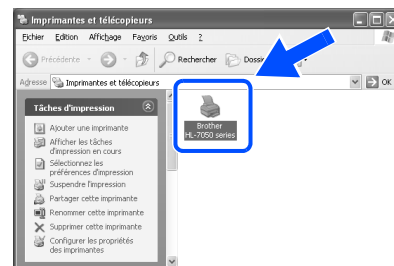 Imprimantes et télécopieurs
Fichier Edition Affichage Favoris Outils ?
Précédente Rechercher Dossi
Adresse Imprimantes et télécopieurs OK
Tâches d'impression
Ajouter une imprimante
Afficher les tâches
d'impression en cours
Sélectionnez les
préférences d'impression
Suspendre l'impression
Partager cette imprimante
Renommer cette imprimante
Supprimer cette imprimante
Configurer les propriétés
des imprimantes
Brother
HL-7050 series